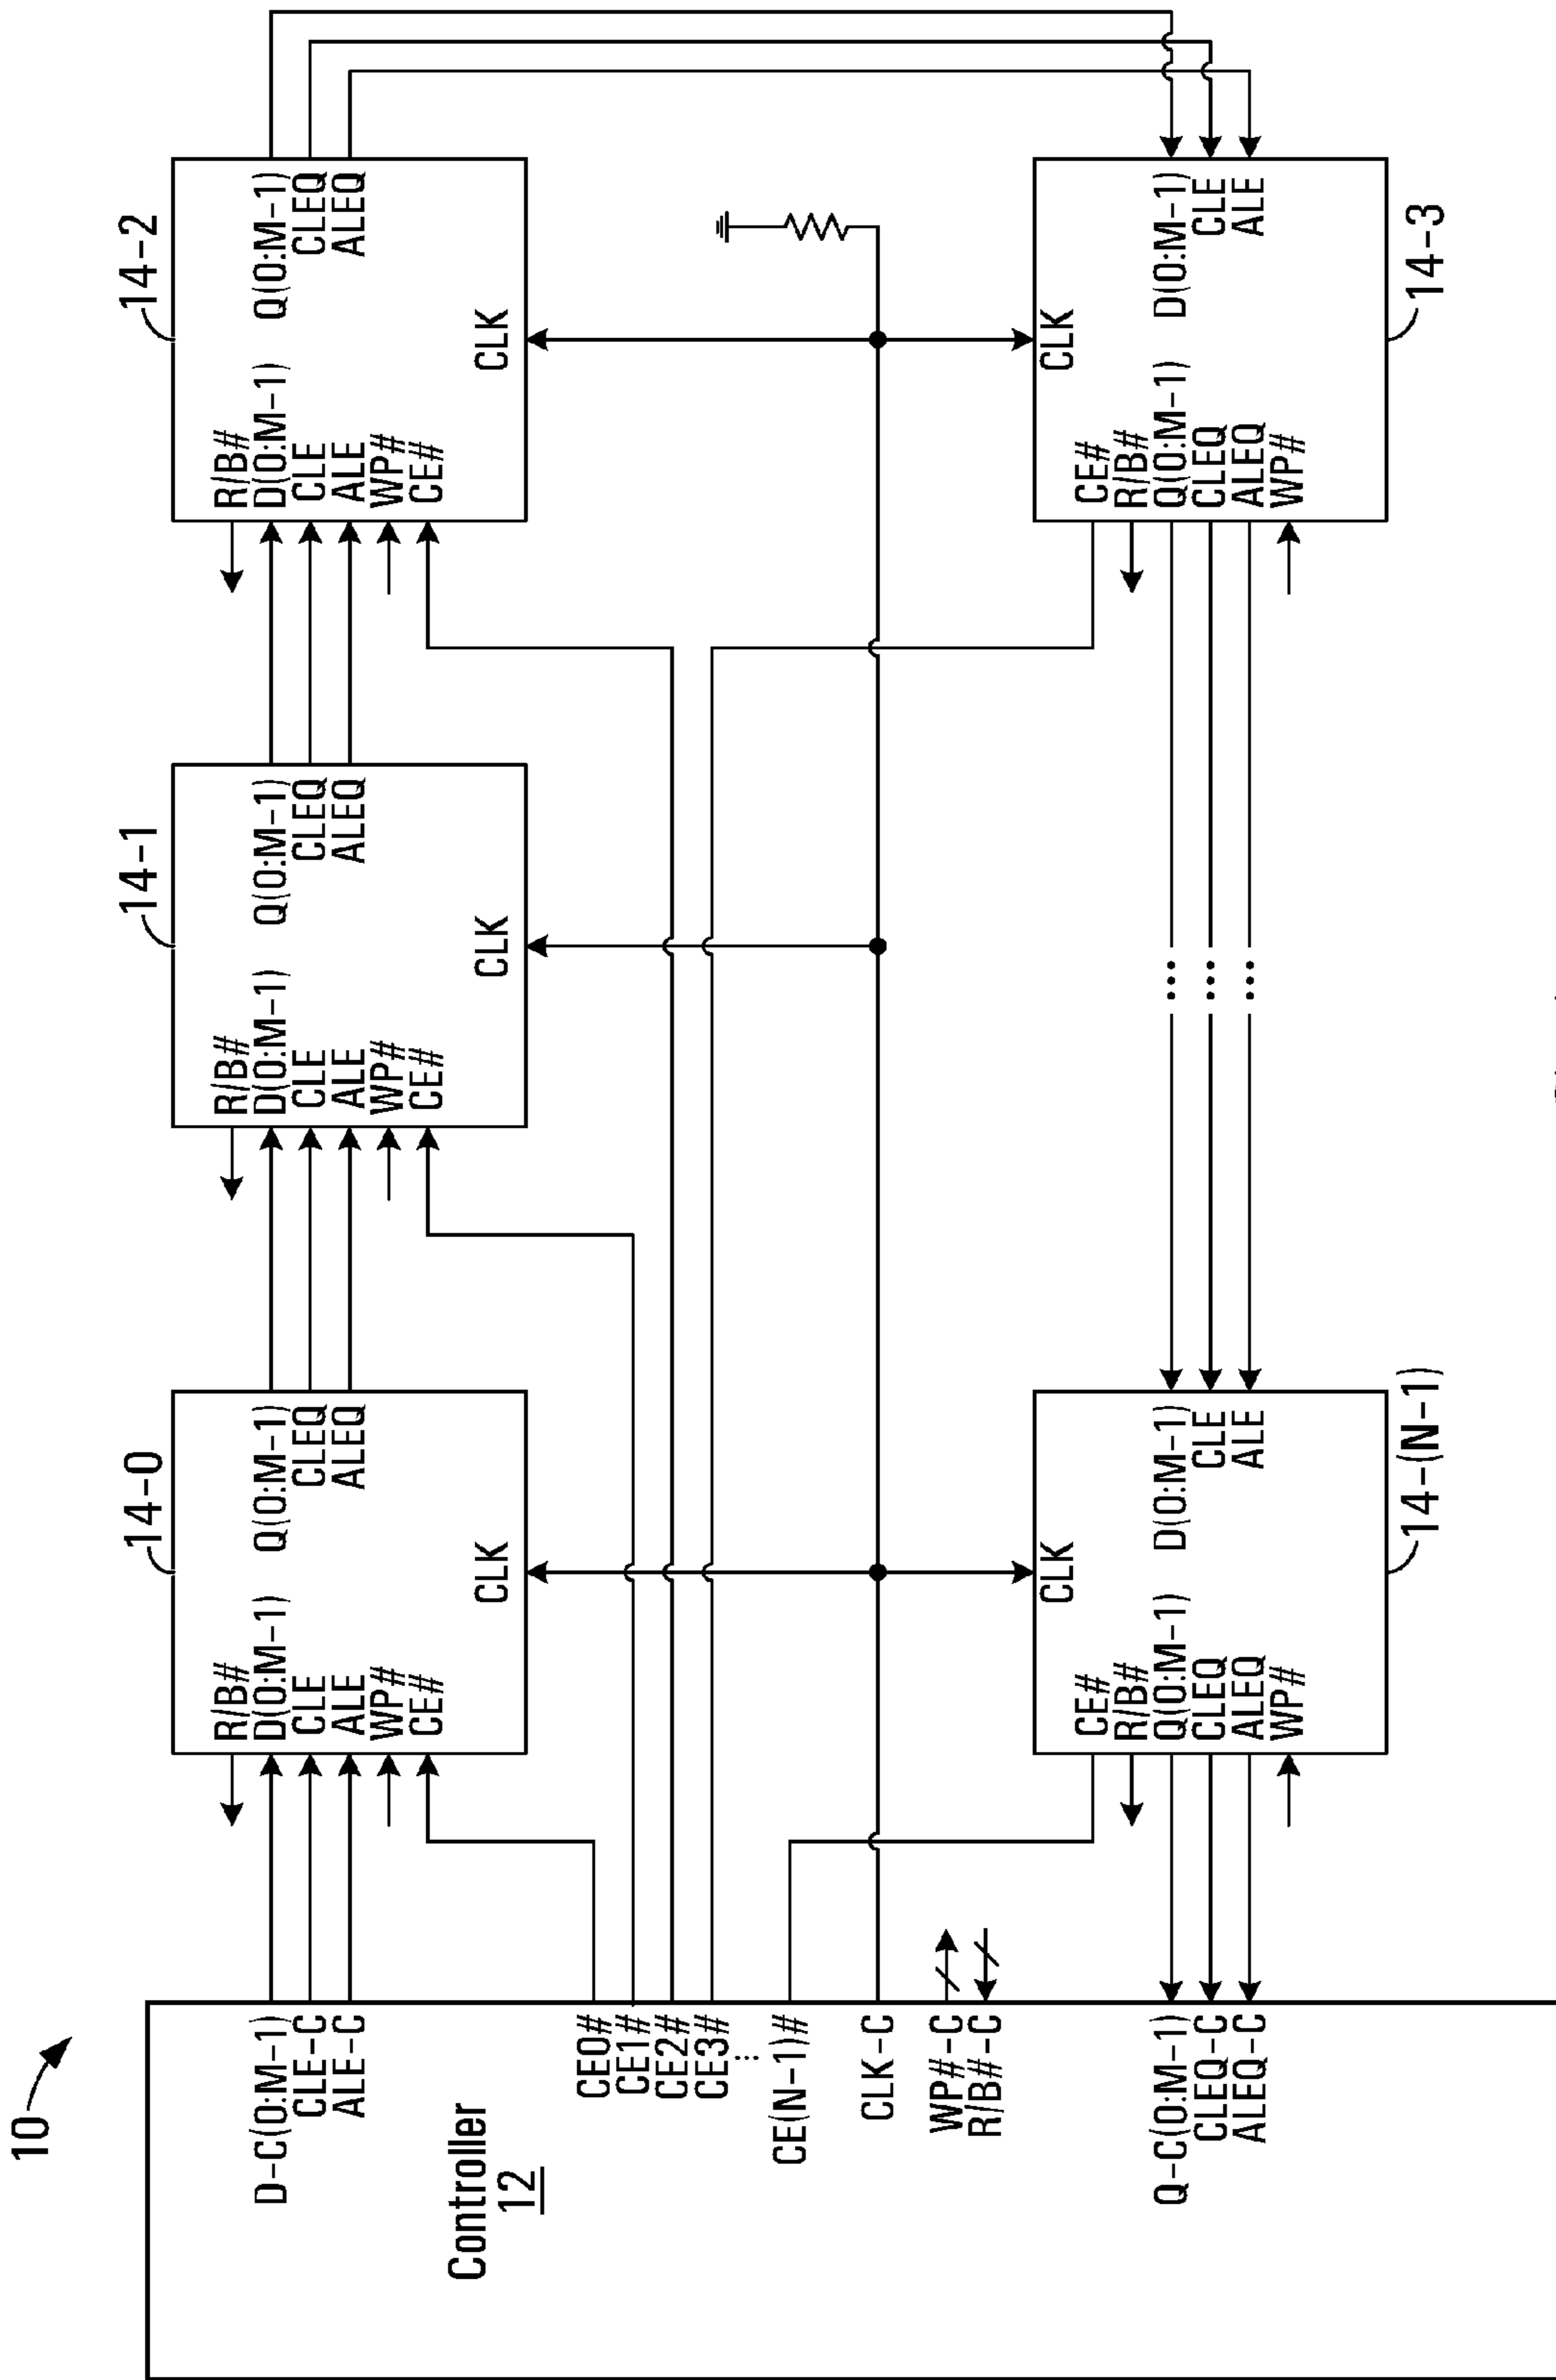 10
Controller
12
D-C(0:M-1)
CLE-C
ALE-C
CE0#
CE1#
CE2#
CE3#
⋮
CE(N-1)#
CLK-C
WP#-C
R/B#-C
Q-C(0:M-1)
CLEQ-C
ALEQ-C
14-0
R/B#
D(0:M-1) Q(0:M-1)
CLE CLEQ
ALE ALEQ
WP#
CE#
CLK
14-1
R/B#
D(0:M-1) Q(0:M-1)
CLE CLEQ
ALE ALEQ
WP#
CE#
CLK
14-2
R/B#
D(0:M-1) Q(0:M-1)
CLE CLEQ
ALE ALEQ
WP#
CE#
CLK
CLK
CE#
R/B#
Q(0:M-1) D(0:M-1)
CLEQ CLE
ALEQ ALE
WP#
14-3
...
...
...
CLK
CE#
R/B#
Q(0:M-1) D(0:M-1)
CLEQ CLE
ALEQ ALE
WP#
14-(N-1)